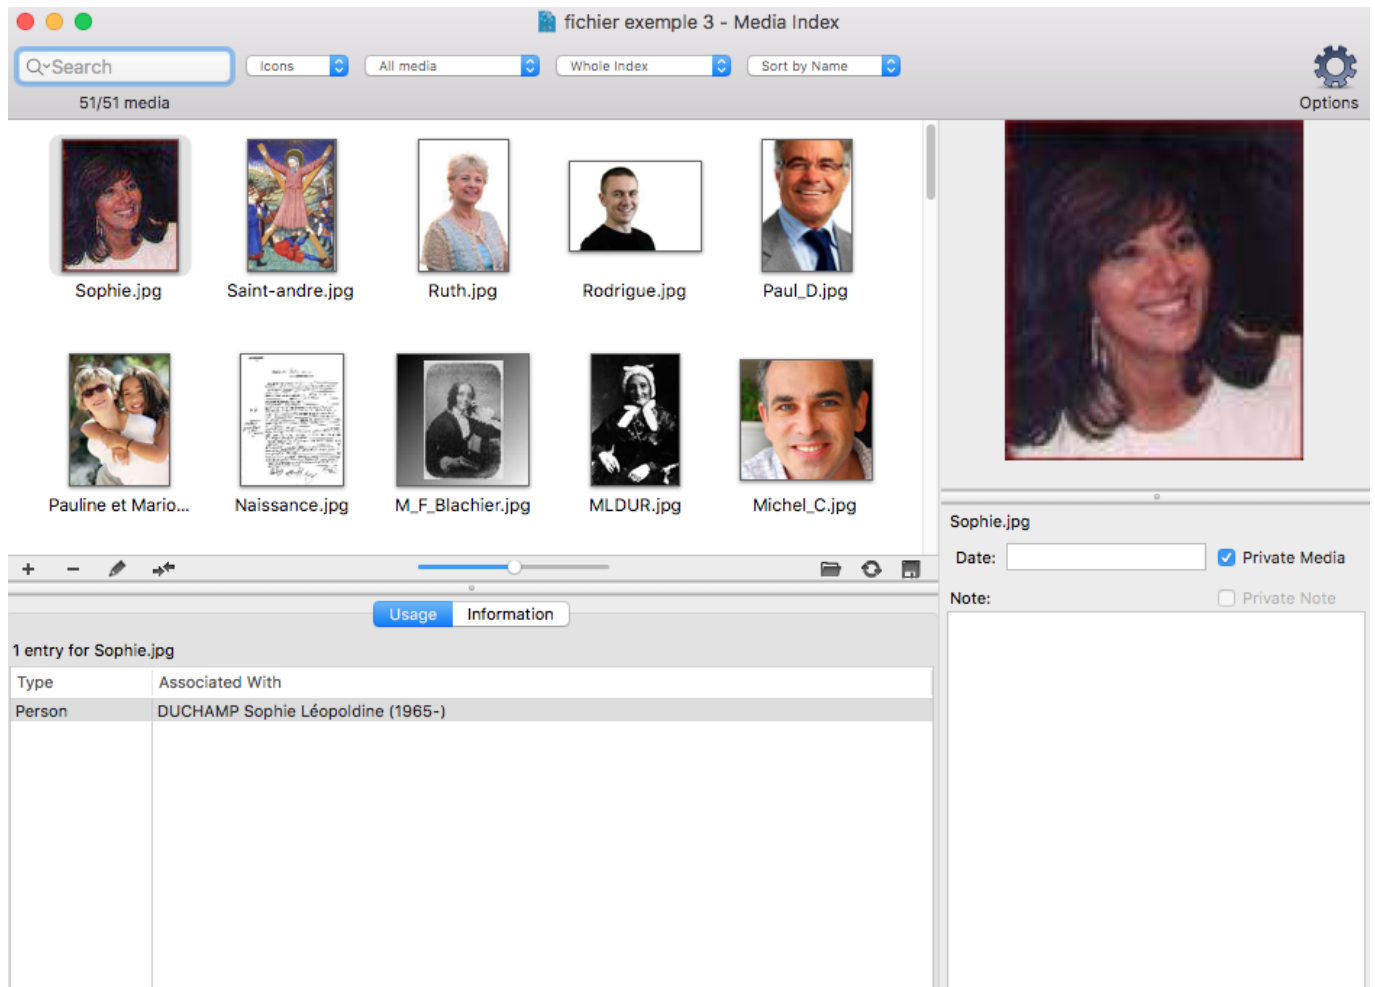 fichier exemple 3 - Media Index
Search
Icons
All media
Whole Index
Sort by Name
51/51 media
Options
Sophie.jpg
Saint-andre.jpg
Ruth.jpg
Rodrigue.jpg
Paul_D.jpg
Pauline et Mario...
Naissance.jpg
M_F_Blachier.jpg
MLDUR.jpg
Michel_C.jpg
Sophie.jpg
Date:
Private Media
Note:
Private Note
Usage
Information
1 entry for Sophie.jpg
Type
Associated With
Person
DUCHAMP Sophie Léopoldine (1965-)